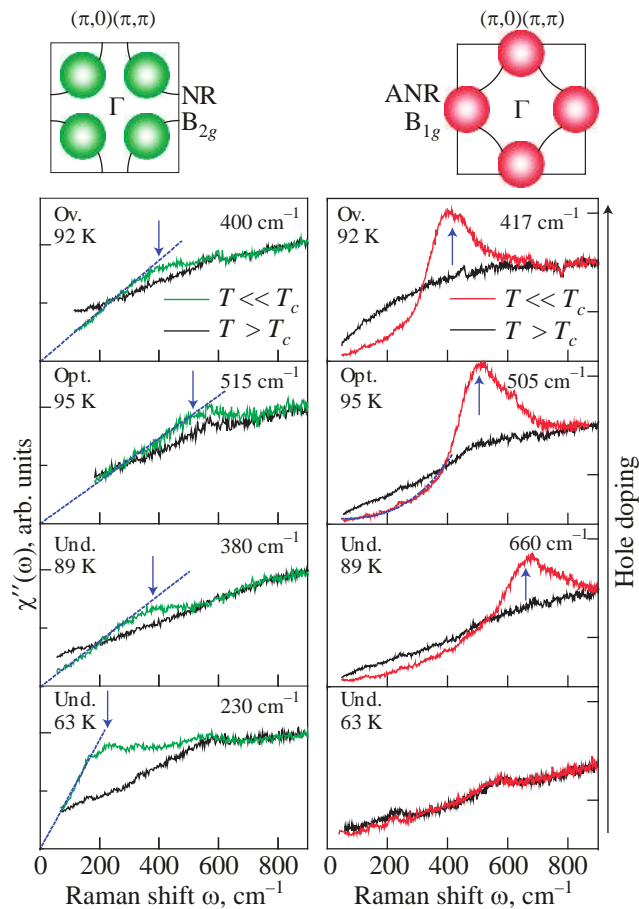 (π,0)(π,π)
Γ
NR
B2g
(π,0)(π,π)
ANR
B1g
Γ
Ov.
92 K
400 cm−1
T << Tc
T > Tc
Opt.
95 K
515 cm−1
Und.
89 K
380 cm−1
Und.
63 K
230 cm−1
0 200 400 600 800
Raman shift ω, cm−1
χ′′(ω), arb. units
Ov.
92 K
417 cm−1
T << Tc
T > Tc
Opt.
95 K
505 cm−1
Und.
89 K
660 cm−1
Und.
63 K
0 200 400 600 800
Raman shift ω, cm−1
Hole doping